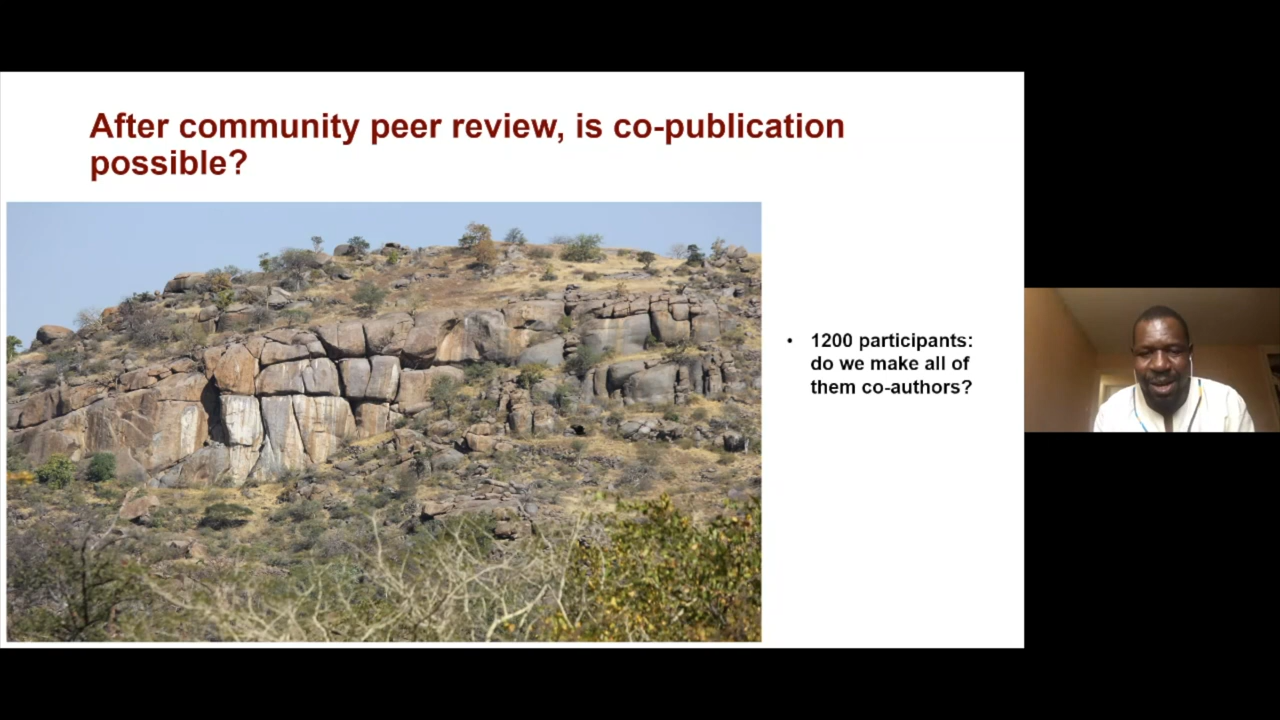 After community peer review, is co-publication
possible?
• 1200 participants:
do we make all of
them co-authors?